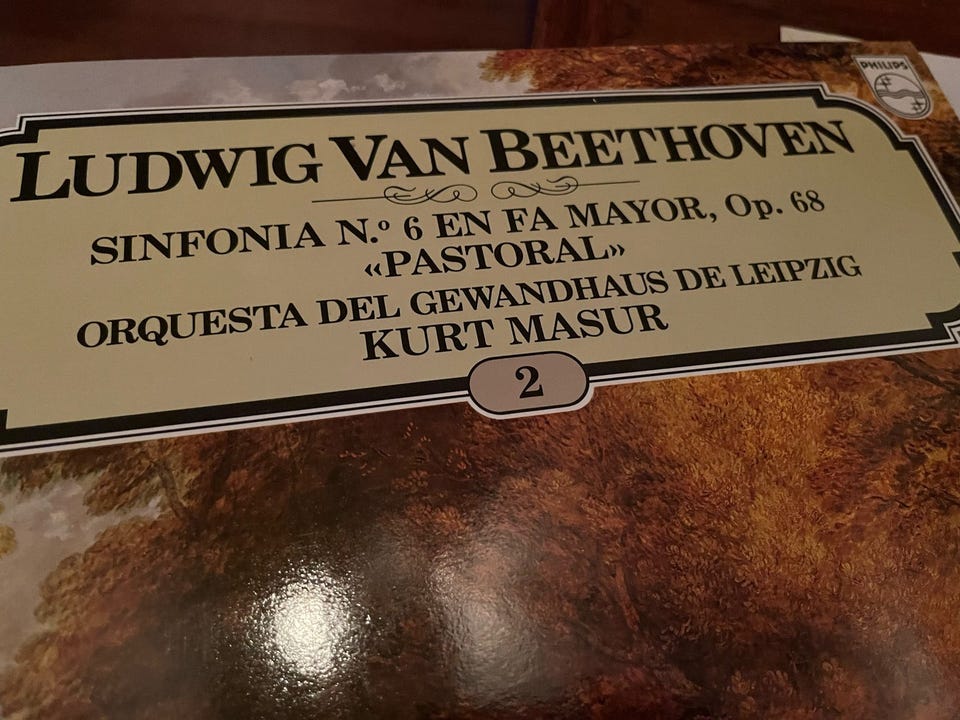 PHILIPS
LUDWIG VAN BEETHOVEN
SINFONIA N.º 6 EN FA MAYOR, Op. 68
«PASTORAL»
ORQUESTA DEL GEWANDHAUS DE LEIPZIG
KURT MASUR
2